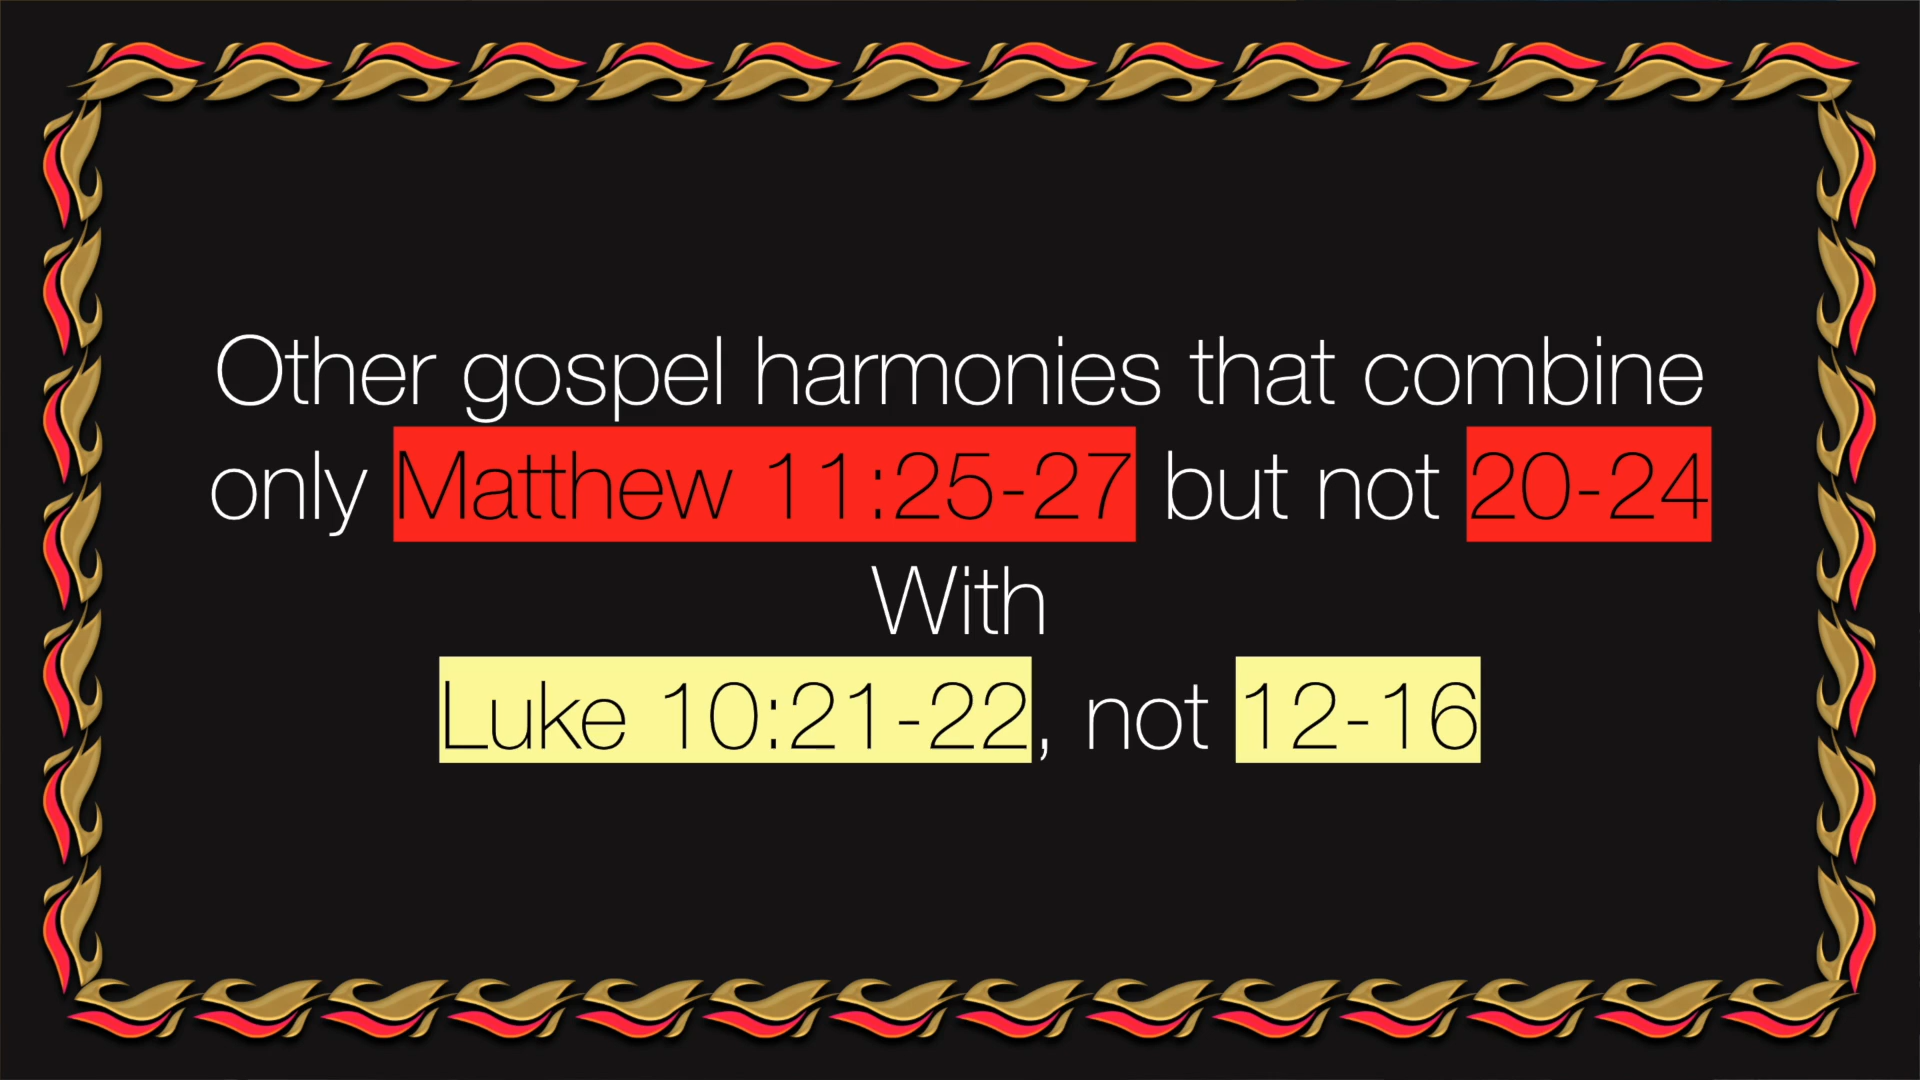 Other gospel harmonies that combine
only Matthew 11:25-27 but not 20-24
With
Luke 10:21-22, not 12-16